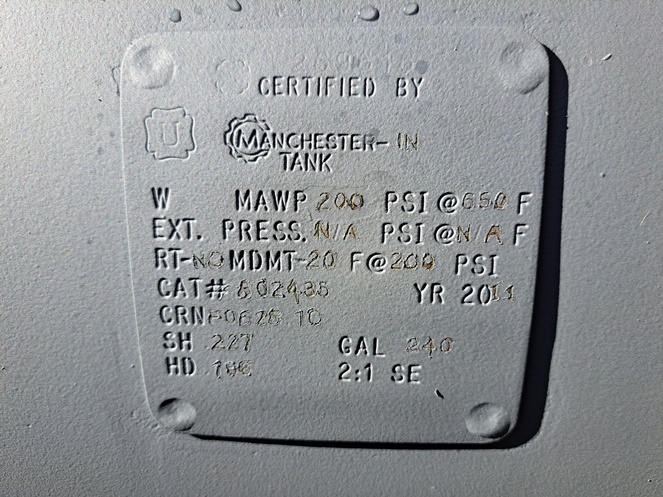 CERTIFIED BY
U
MANCHESTER- IN
TANK
W MAWP 200 PSI @ 650 F
EXT. PRESS. N/A PSI @ N/A F
RT-NO MDMT-20 F@ 200 PSI
CAT# 302435 YR 2011
SH .227 GAL 240
HD .196 2:1 SE